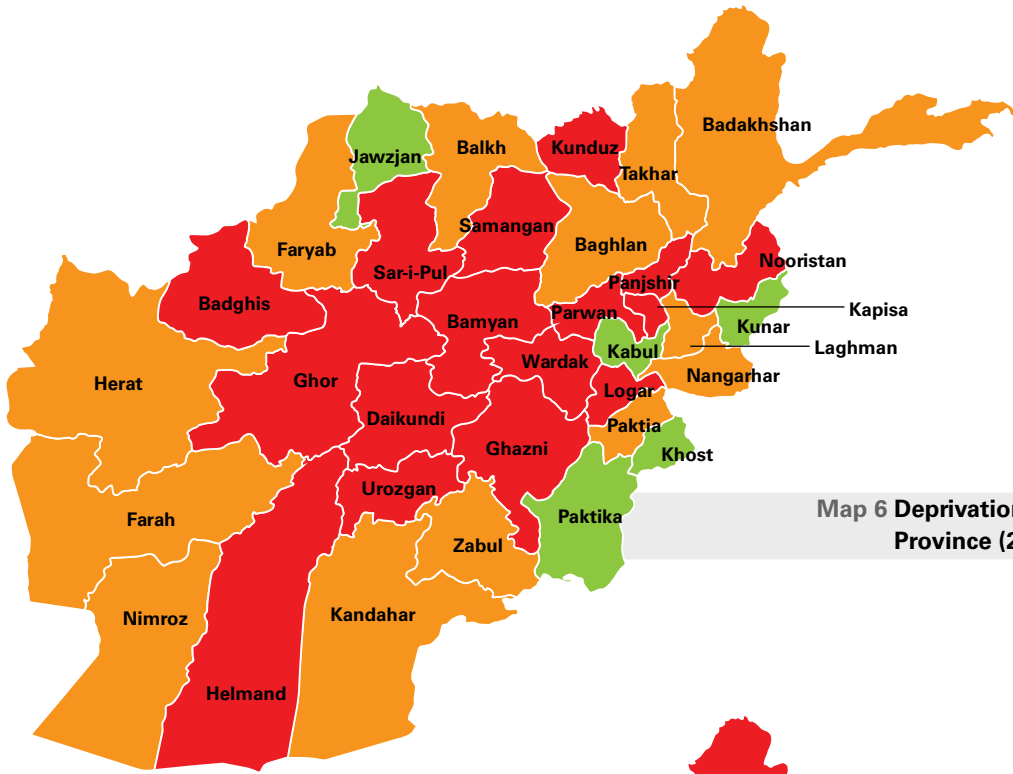 Badakhshan
Jawzjan
Balkh
Kunduz
Takhar
Samangan
Faryab
Baghlan
Nooristan
Sar-i-Pul
Panjshir
Badghis
Bamyan
Parwan
Kapisa
Kunar
Kabul
Laghman
Wardak
Nangarhar
Herat
Ghor
Logar
Daikundi
Paktia
Ghazni
Khost
Urozgan
Farah
Paktika
Map 6 Deprivation
Province (2
Zabul
Nimroz
Kandahar
Helmand